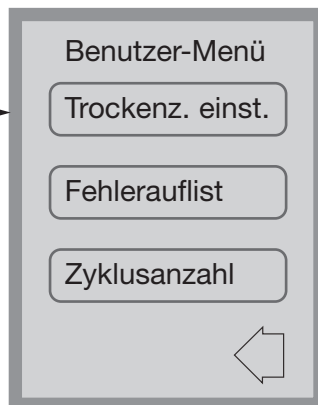 Benutzer-Menü
Trockenz. einst.
Fehlerauflist
Zyklusanzahl